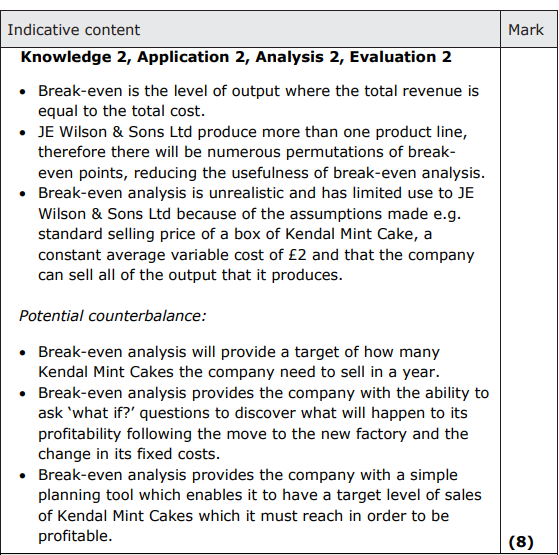 Indicative content
Mark
Knowledge 2, Application 2, Analysis 2, Evaluation 2
• Break-even is the level of output where the total revenue is
equal to the total cost.
• JE Wilson & Sons Ltd produce more than one product line,
therefore there will be numerous permutations of break-
even points, reducing the usefulness of break-even analysis.
• Break-even analysis is unrealistic and has limited use to JE
Wilson & Sons Ltd because of the assumptions made e.g.
standard selling price of a box of Kendal Mint Cake, a
constant average variable cost of £2 and that the company
can sell all of the output that it produces.
Potential counterbalance:
• Break-even analysis will provide a target of how many
Kendal Mint Cakes the company need to sell in a year.
• Break-even analysis provides the company with the ability to
ask ‘what if?’ questions to discover what will happen to its
profitability following the move to the new factory and the
change in its fixed costs.
• Break-even analysis provides the company with a simple
planning tool which enables it to have a target level of sales
of Kendal Mint Cakes which it must reach in order to be
profitable.
(8)